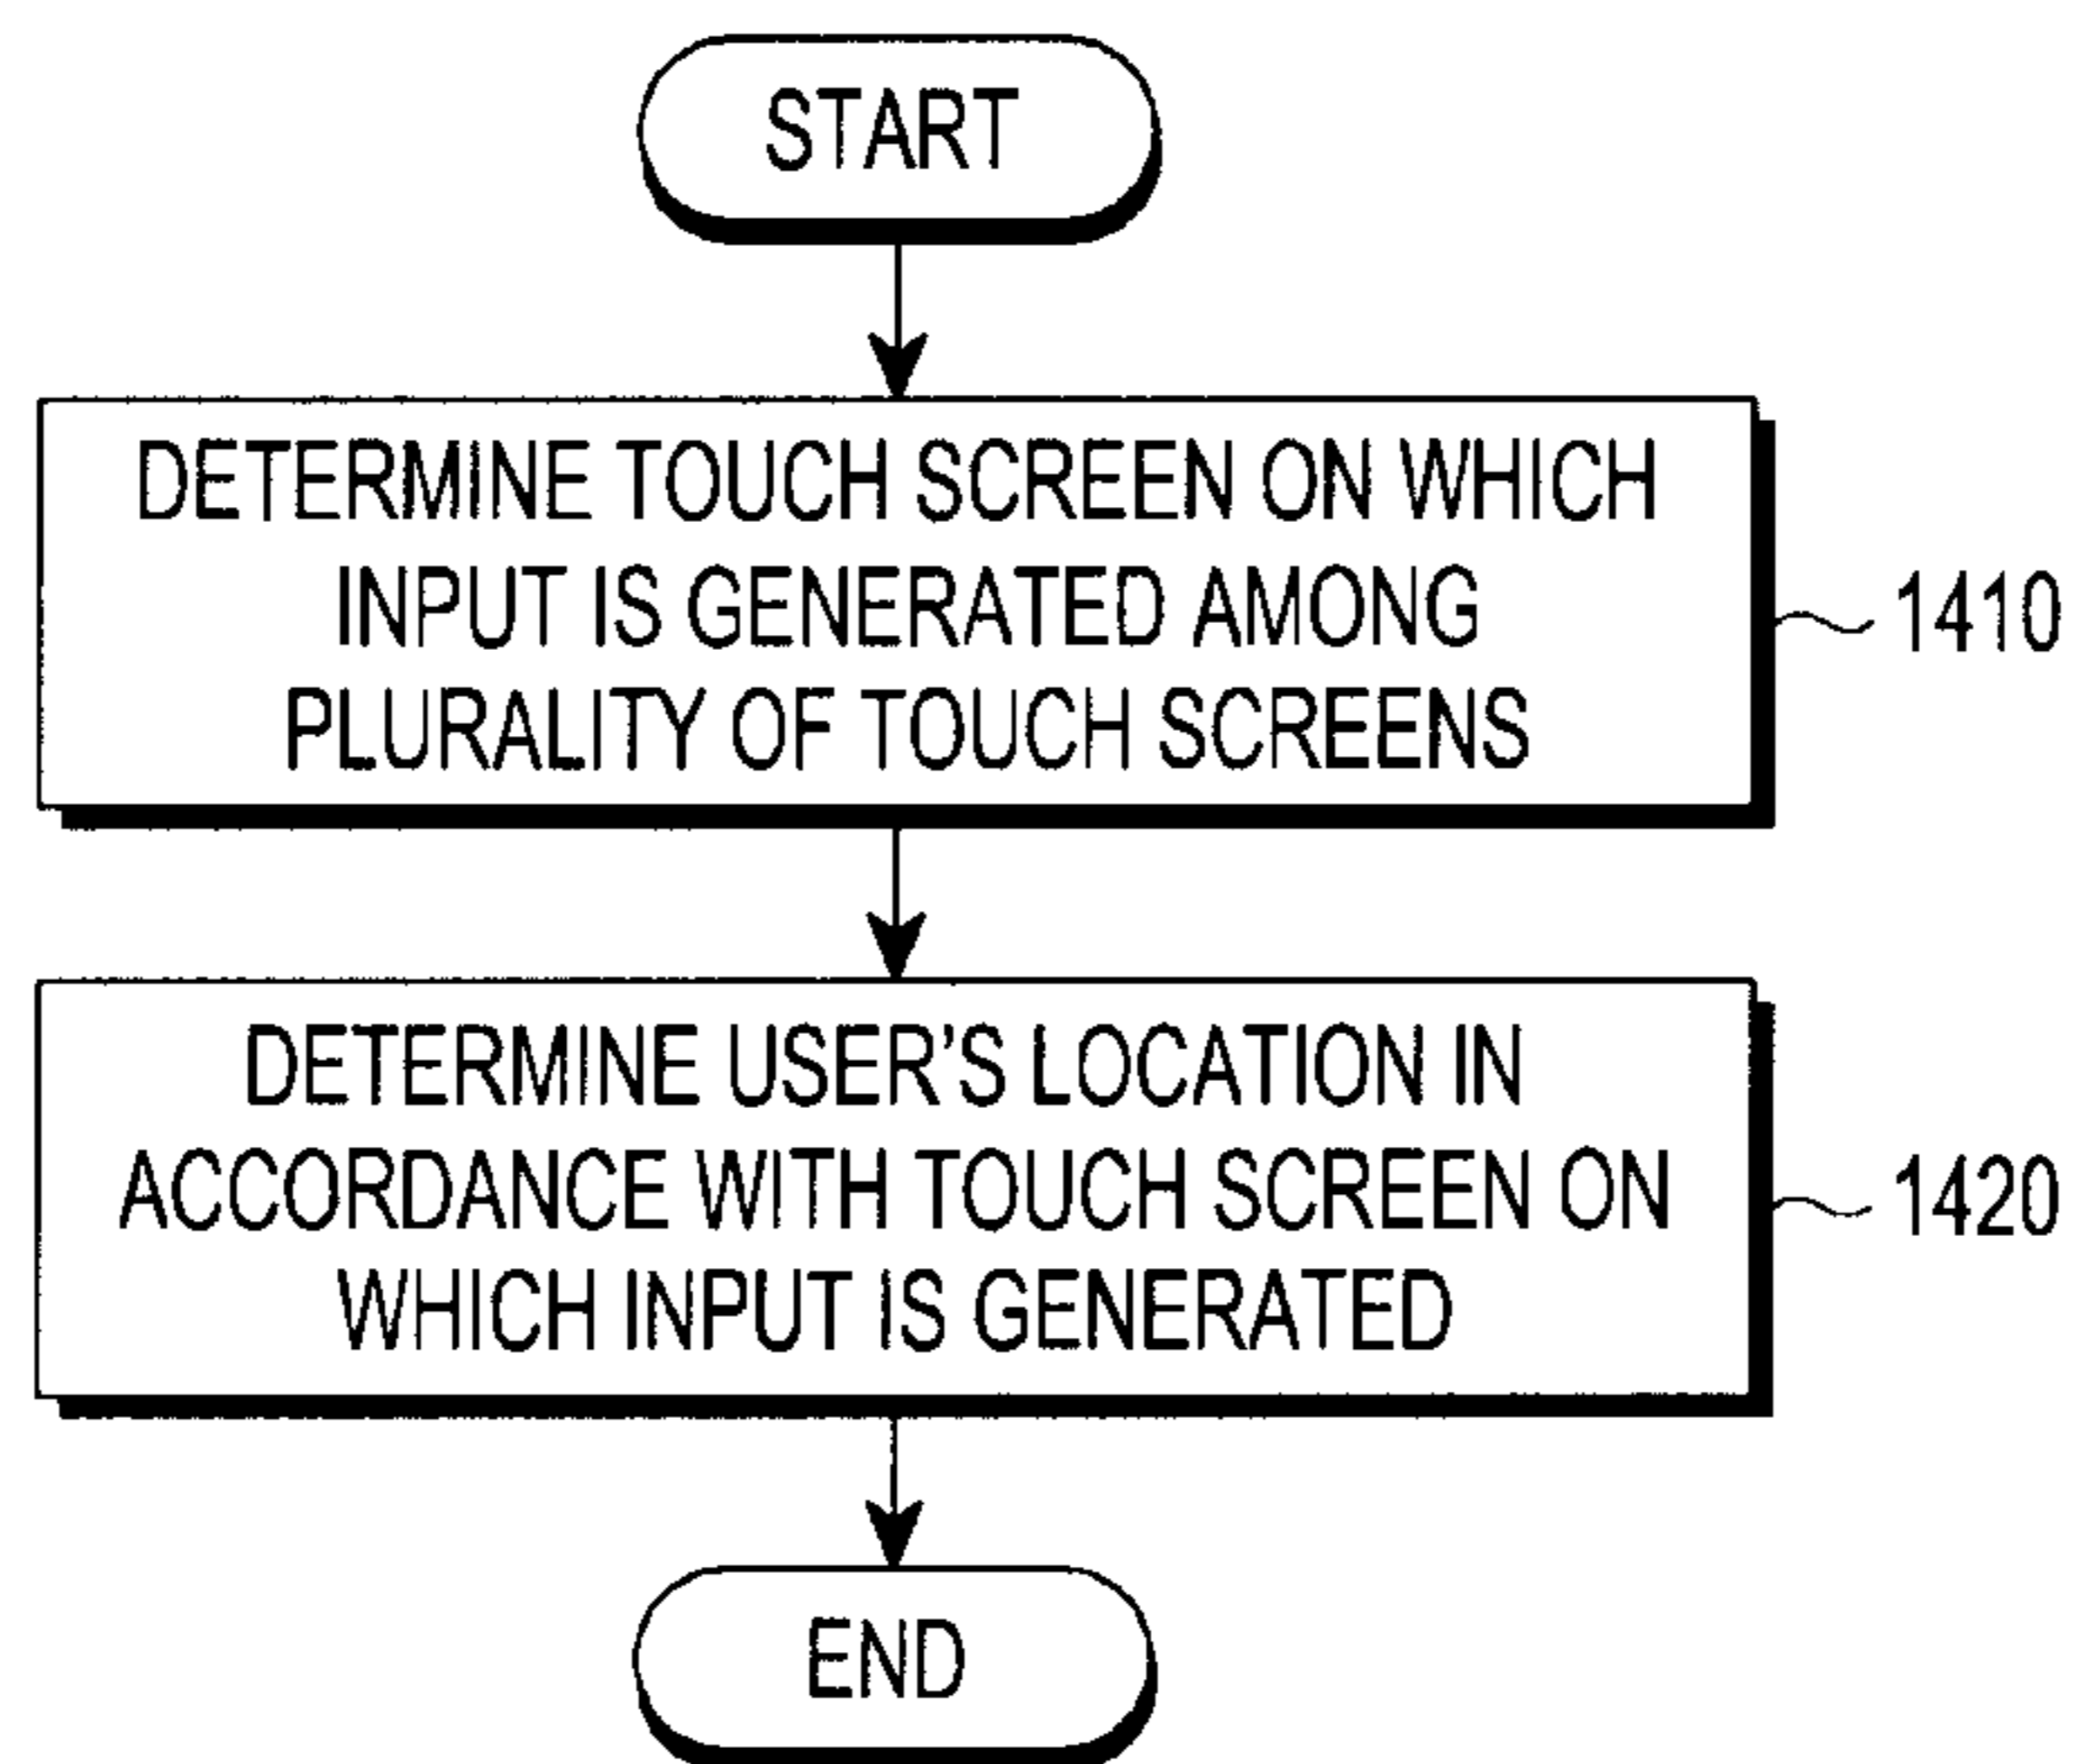 START
DETERMINE TOUCH SCREEN ON WHICH
INPUT IS GENERATED AMONG
PLURALITY OF TOUCH SCREENS
1410
DETERMINE USER’S LOCATION IN
ACCORDANCE WITH TOUCH SCREEN ON
WHICH INPUT IS GENERATED
1420
END